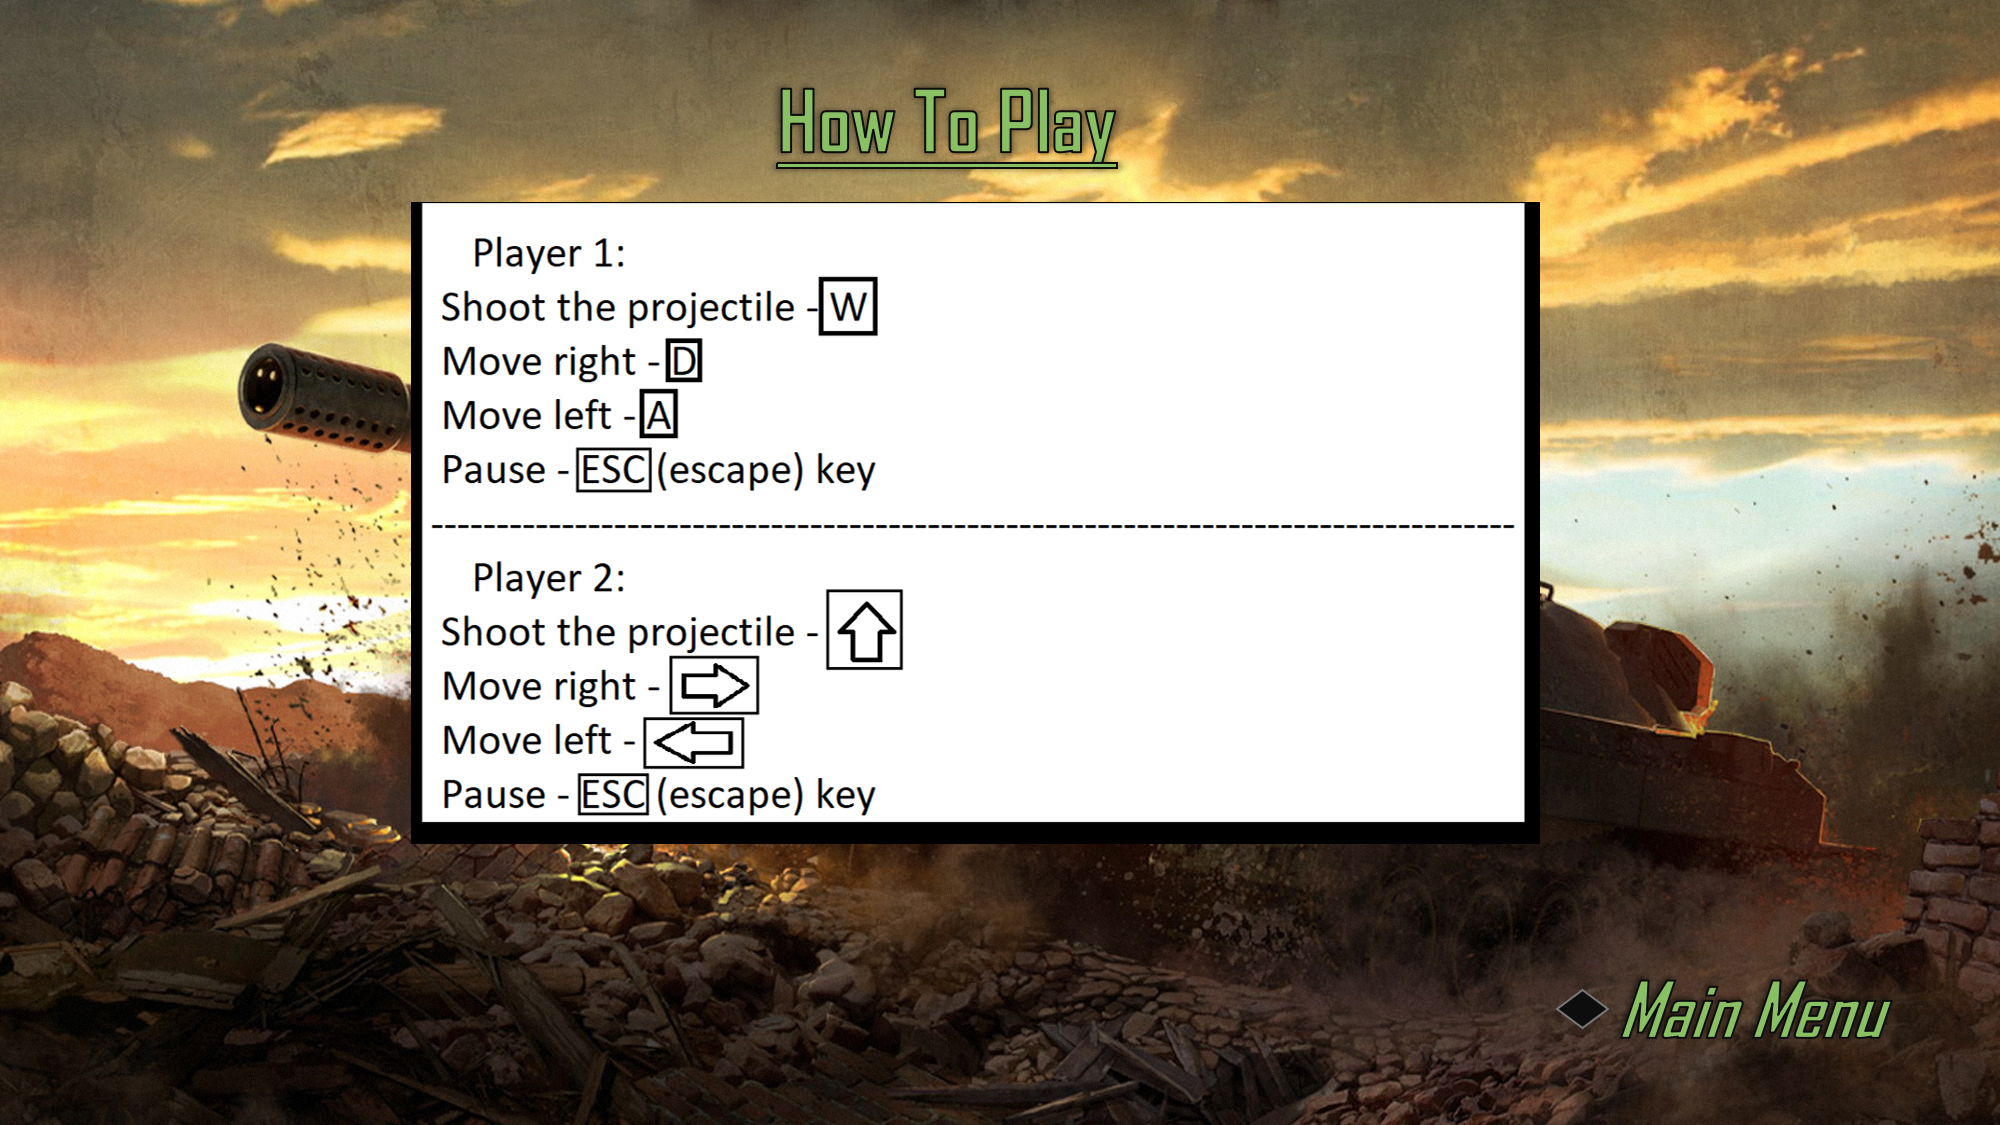 How To Play
Player 1:
Shoot the projectile - W
Move right - D
Move left - A
Pause - ESC (escape) key
--------------------------------------------------------------------------------
Player 2:
Shoot the projectile -
Move right -
Move left -
Pause - ESC (escape) key
Main Menu